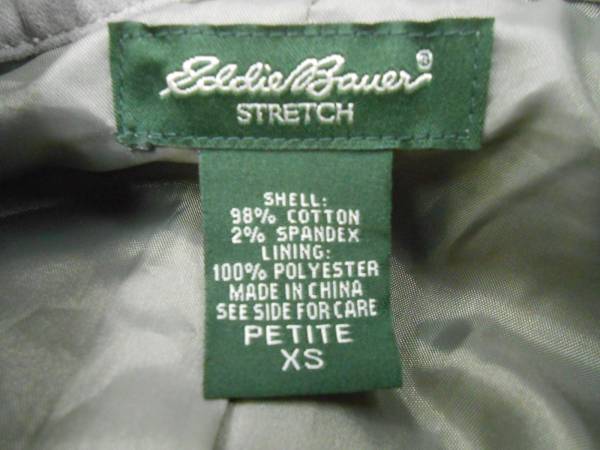 Eddie Bauer®
STRETCH
SHELL:
98% COTTON
2% SPANDEX
LINING:
100% POLYESTER
MADE IN CHINA
SEE SIDE FOR CARE
PETITE
XS